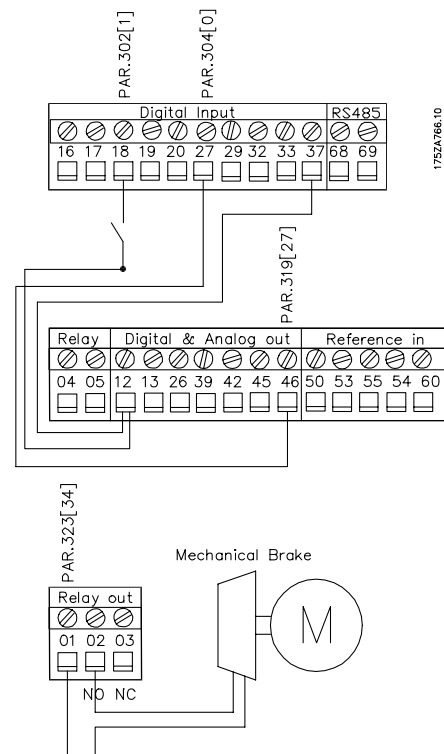 PAR.302[1]
PAR.304[0]
Digital Input RS485
16 17 18 19 20 27 29 32 33 37 68 69
175ZA766.10
PAR.319[27]
Relay Digital & Analog out Reference in
04 05 12 13 26 39 42 45 46 50 53 55 54 60
PAR.323[34]
Mechanical Brake
Relay out
01 02 03
NO NC
M